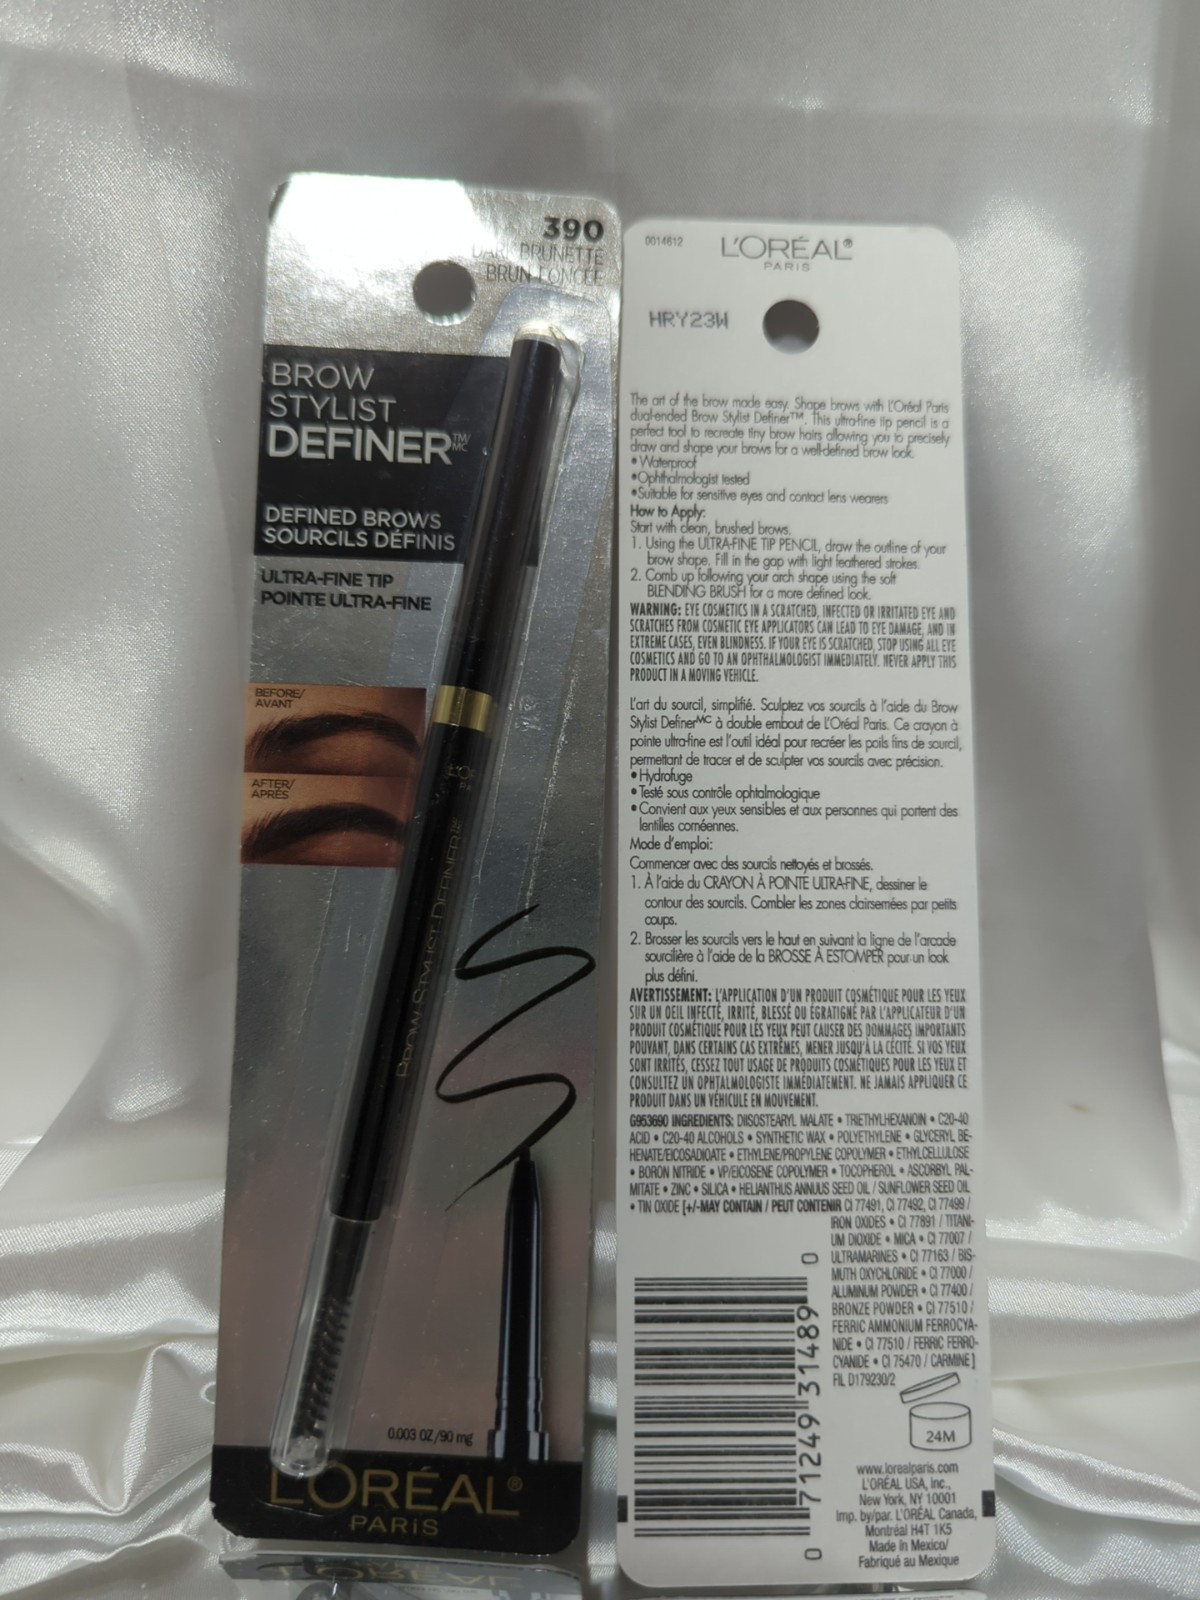 390
DARK BRUNETTE
BRUN FONCÉE
BROW
STYLIST
DEFINER™/MC
DEFINED BROWS
SOURCILS DÉFINIS
ULTRA-FINE TIP
POINTE ULTRA-FINE
BEFORE/
AVANT
AFTER/
APRÈS
BROW STYLIST DEFINER
0.003 OZ/90 mg
L'ORÉAL®
PARIS
0014612
L'ORÉAL®
PARIS
HRY23W
The art of the brow made easy. Shape brows with L'Oréal Paris
dual-ended Brow Stylist Definer™. This ultra-fine tip pencil is a
perfect tool to recreate tiny brow hairs allowing you to precisely
draw and shape your brows for a well-defined brow look.
•Waterproof
•Ophthalmologist tested
•Suitable for sensitive eyes and contact lens wearers
How to Apply:
Start with clean, brushed brows.
1. Using the ULTRA-FINE TIP PENCIL, draw the outline of your
brow shape. Fill in the gap with light feathered strokes.
2. Comb up following your arch shape using the soft
BLENDING BRUSH for a more defined look.
WARNING: EYE COSMETICS IN A SCRATCHED, INFECTED OR IRRITATED EYE AND
SCRATCHES FROM COSMETIC EYE APPLICATORS CAN LEAD TO EYE DAMAGE, AND IN
EXTREME CASES, EVEN BLINDNESS. IF YOUR EYE IS SCRATCHED, STOP USING ALL EYE
COSMETICS AND GO TO AN OPHTHALMOLOGIST IMMEDIATELY. NEVER APPLY THIS
PRODUCT IN A MOVING VEHICLE.
L'art du sourcil, simplifié. Sculptez vos sourcils à l'aide du Brow
Stylist Definerᴹᶜ à double embout de L'Oréal Paris. Ce crayon à
pointe ultra-fine est l'outil idéal pour recréer les poils fins de sourcil,
permettant de tracer et de sculpter vos sourcils avec précision.
•Hydrofuge
•Testé sous contrôle ophtalmologique
•Convient aux yeux sensibles et aux personnes qui portent des
lentilles cornéennes.
Mode d'emploi:
Commencer avec des sourcils nettoyés et brossés.
1. À l'aide du CRAYON À POINTE ULTRA-FINE, dessiner le
contour des sourcils. Combler les zones clairsemées par petits
coups.
2. Brosser les sourcils vers le haut en suivant la ligne de l'arcade
sourcilière à l'aide de la BROSSE À ESTOMPER pour un look
plus défini.
AVERTISSEMENT: L'APPLICATION D'UN PRODUIT COSMÉTIQUE POUR LES YEUX
SUR UN OEIL INFECTÉ, IRRITÉ, BLESSÉ OU ÉGRATIGNÉ PAR L'APPLICATEUR D'UN
PRODUIT COSMÉTIQUE POUR LES YEUX PEUT CAUSER DES DOMMAGES IMPORTANTS
POUVANT, DANS CERTAINS CAS EXTRÊMES, MENER JUSQU'À LA CÉCITÉ. SI VOS YEUX
SONT IRRITÉS, CESSEZ TOUT USAGE DE PRODUITS COSMÉTIQUES POUR LES YEUX ET
CONSULTEZ UN OPHTALMOLOGISTE IMMÉDIATEMENT. NE JAMAIS APPLIQUER CE
PRODUIT DANS UN VÉHICULE EN MOUVEMENT.
G953690 INGREDIENTS: DIISOSTEARYL MALATE • TRIETHYLHEXANOIN • C20-40
ACID • C20-40 ALCOHOLS • SYNTHETIC WAX • POLYETHYLENE • GLYCERYL BE-
HENATE/EICOSADIOATE • ETHYLENE/PROPYLENE COPOLYMER • ETHYLCELLULOSE
• BORON NITRIDE • VP/EICOSENE COPOLYMER • TOCOPHEROL • ASCORBYL PAL-
MITATE • ZINC • SILICA • HELIANTHUS ANNUUS SEED OIL / SUNFLOWER SEED OIL
• TIN OXIDE [+/-MAY CONTAIN / PEUT CONTENIR CI 77491, CI 77492, CI 77499 /
IRON OXIDES • CI 77891 / TITANI-
UM DIOXIDE • MICA • CI 77007 /
ULTRAMARINES • CI 77163 / BIS-
MUTH OXYCHLORIDE • CI 77000 /
ALUMINUM POWDER • CI 77400 /
BRONZE POWDER • CI 77510 /
FERRIC AMMONIUM FERROCYA-
NIDE • CI 77510 / FERRIC FERRO-
CYANIDE • CI 75470 / CARMINE]
FIL D179230/2
0 71249 31489 0
24M
www.lorealparis.com
L'ORÉAL USA, Inc.,
New York, NY 10001
Imp. by/par. L'ORÉAL Canada,
Montréal H4T 1K5
Made in Mexico/
Fabriqué au Mexique